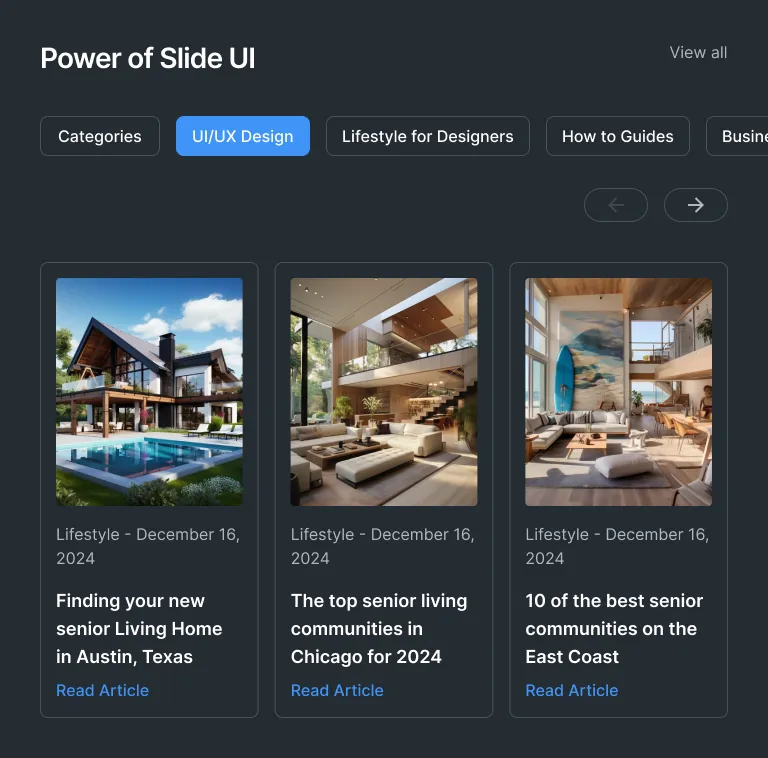 Power of Slide UI
View all
Categories
UI/UX Design
Lifestyle for Designers
How to Guides
Busine
Lifestyle - December 16,
2024
Finding your new
senior Living Home
in Austin, Texas
Read Article
Lifestyle - December 16,
2024
The top senior living
communities in
Chicago for 2024
Read Article
Lifestyle - December 16,
2024
10 of the best senior
communities on the
East Coast
Read Article